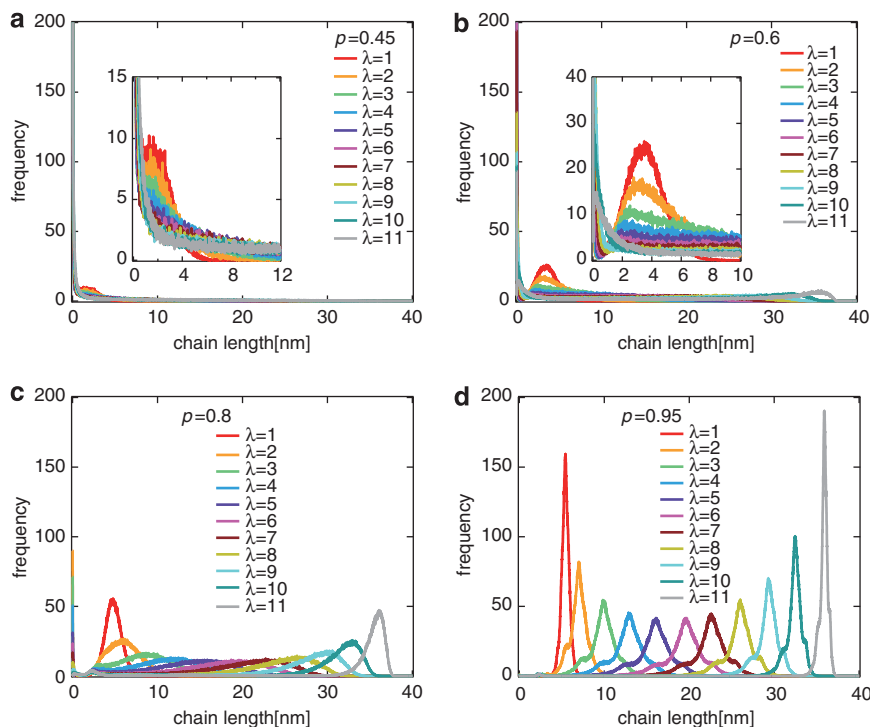 a
p=0.45
200
150
100
50
0
frequency
0 10 20 30 40
chain length[nm]
15
10
5
0
0 4 8 12
λ=1
λ=2
λ=3
λ=4
λ=5
λ=6
λ=7
λ=8
λ=9
λ=10
λ=11
b
p=0.6
200
150
100
50
0
frequency
0 10 20 30 40
chain length[nm]
40
30
20
10
0
0 2 4 6 8 10
λ=1
λ=2
λ=3
λ=4
λ=5
λ=6
λ=7
λ=8
λ=9
λ=10
λ=11
c
p=0.8
200
150
100
50
0
frequency
0 10 20 30 40
chain length[nm]
λ=1
λ=2
λ=3
λ=4
λ=5
λ=6
λ=7
λ=8
λ=9
λ=10
λ=11
d
p=0.95
200
150
100
50
0
frequency
0 10 20 30 40
chain length[nm]
λ=1
λ=2
λ=3
λ=4
λ=5
λ=6
λ=7
λ=8
λ=9
λ=10
λ=11